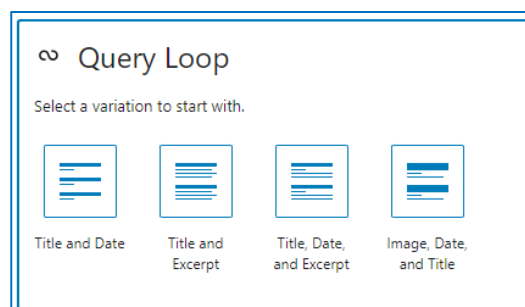 Query Loop
Select a variation to start with.
Title and Date
Title and
Excerpt
Title, Date,
and Excerpt
Image, Date,
and Title